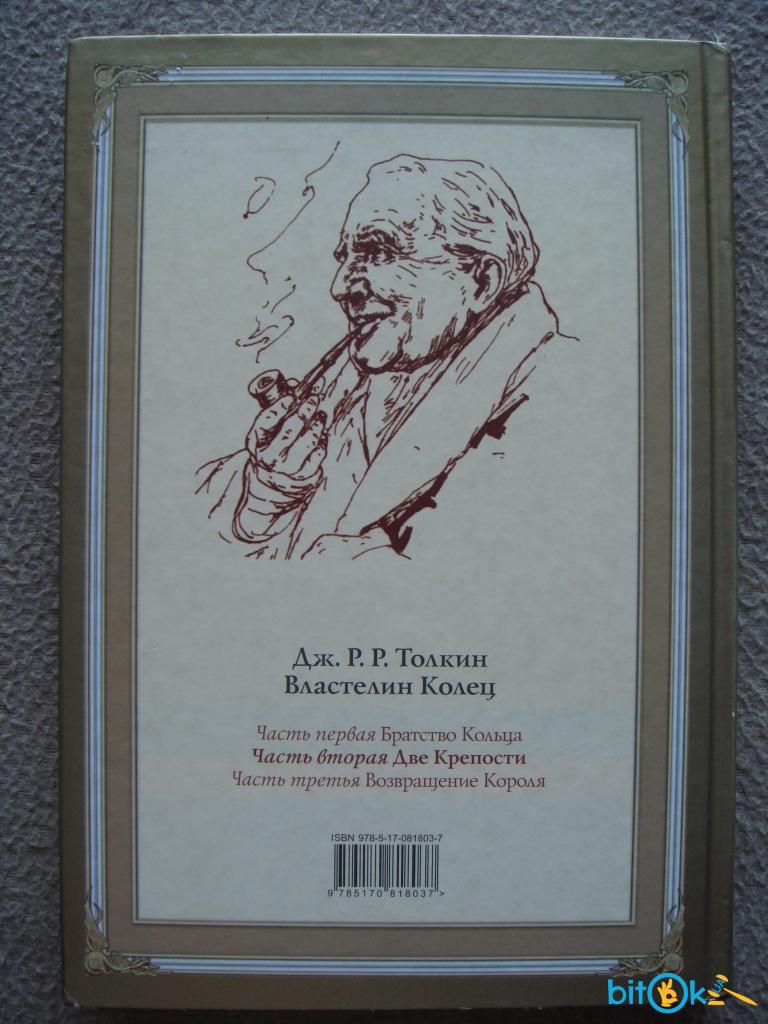 Дж. Р. Р. Толкин
Властелин Колец
Часть первая Братство Кольца
Часть вторая Две Крепости
Часть третья Возвращение Короля
ISBN 978-5-17-081803-7
9 785170 818037 >
bitOk UA